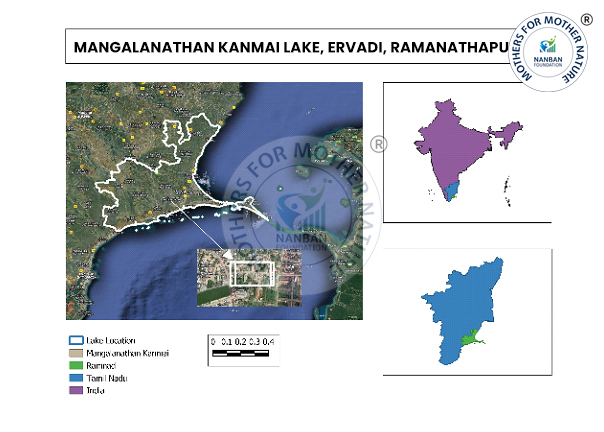 MANGALANATHAN KANMAI LAKE, ERVADI, RAMANATHAPU
MOTHERS FOR MOTHER NATURE
NANBAN
FOUNDATION
®
MOTHERS FOR MOTHER NATURE
NANBAN
FOUNDATION
®
Lake Location
Mangalanathan Kanmai
Ramnad
Tamil Nadu
India
0 0.1 0.2 0.3 0.4